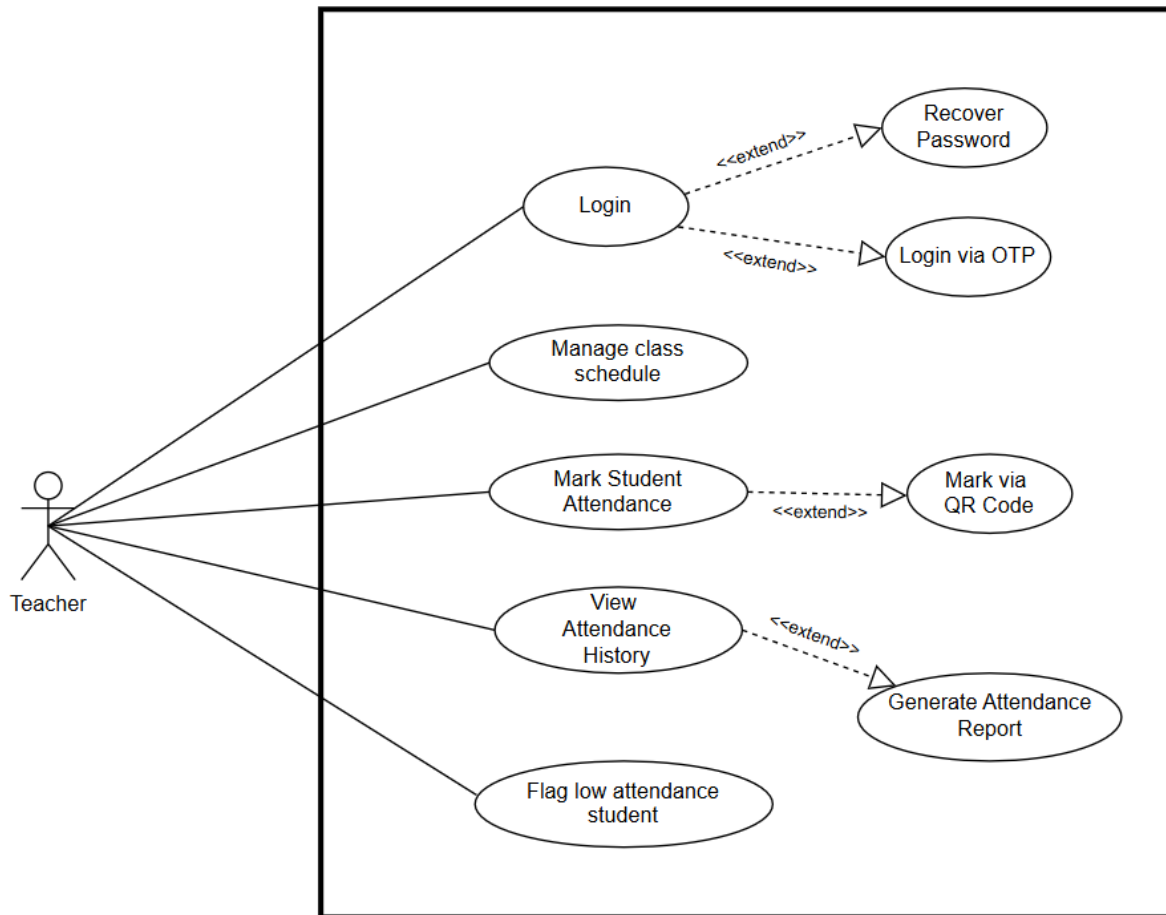 Recover
Password
<<extend>>
Login
<<extend>>
Login via OTP
Manage class
schedule
Mark Student
Attendance
<<extend>>
Mark via
QR Code
Teacher
View
Attendance
History
<<extend>>
Generate Attendance
Report
Flag low attendance
student